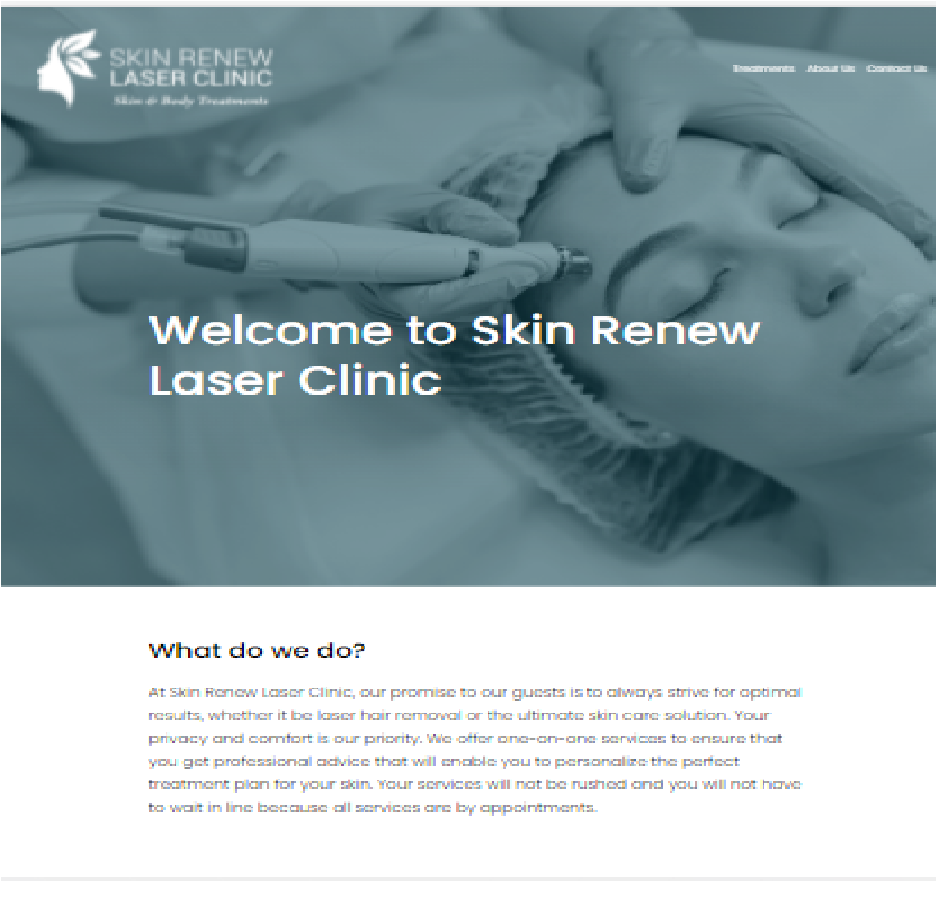 SKIN RENEW
LASER CLINIC
Skin & Body Treatments
Treatments About Us Contact Us
Welcome to Skin Renew
Laser Clinic
What do we do?
At Skin Renew Laser Clinic, our promise to our guests is to always strive for optimal
results, whether it be laser hair removal or the ultimate skin care solution. Your
privacy and comfort is our priority. We offer one-on-one services to ensure that
you get professional advice that will enable you to personalize the perfect
treatment plan for your skin. Your services will not be rushed and you will not have
to wait in line because all services are by appointments.